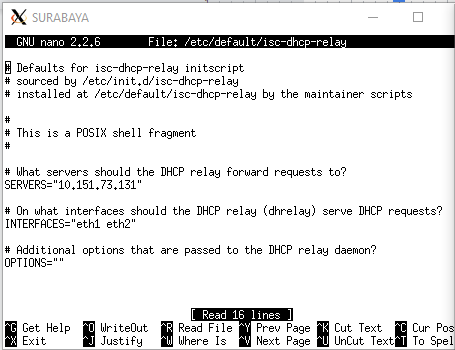 SURABAYA
GNU nano 2.2.6 File: /etc/default/isc-dhcp-relay
# Defaults for isc-dhcp-relay initscript
# sourced by /etc/init.d/isc-dhcp-relay
# installed at /etc/default/isc-dhcp-relay by the maintainer scripts
#
# This is a POSIX shell fragment
#
# What servers should the DHCP relay forward requests to?
SERVERS="10.151.73.131"
# On what interfaces should the DHCP relay (dhrelay) serve DHCP requests?
INTERFACES="eth1 eth2"
# Additional options that are passed to the DHCP relay daemon?
OPTIONS=""
[ Read 16 lines ]
^G Get Help ^O WriteOut ^R Read File ^Y Prev Page ^K Cut Text ^C Cur Pos
^X Exit ^J Justify ^W Where Is ^V Next Page ^U UnCut Text ^T To Spel